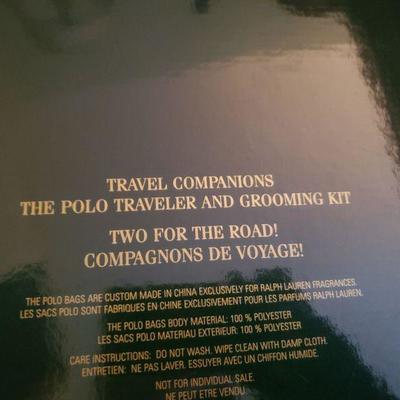 TRAVEL COMPANIONS
THE POLO TRAVELER AND GROOMING KIT
TWO FOR THE ROAD!
COMPAGNONS DE VOYAGE!
THE POLO BAGS ARE CUSTOM MADE IN CHINA EXCLUSIVELY FOR RALPH LAUREN FRAGRANCES.
LES SACS POLO SONT FABRIQUES EN CHINE EXCLUSIVEMENT POUR LES PARFUMS RALPH LAUREN.
THE POLO BAGS BODY MATERIAL: 100 % POLYESTER
LES SACS POLO MATERIAU EXTERIEUR: 100 % POLYESTER
CARE INSTRUCTIONS: DO NOT WASH. WIPE CLEAN WITH DAMP CLOTH.
ENTRETIEN: NE PAS LAVER. ESSUYER AVEC UN CHIFFON HUMIDE.
NOT FOR INDIVIDUAL SALE.
NE PEUT ETRE VENDU